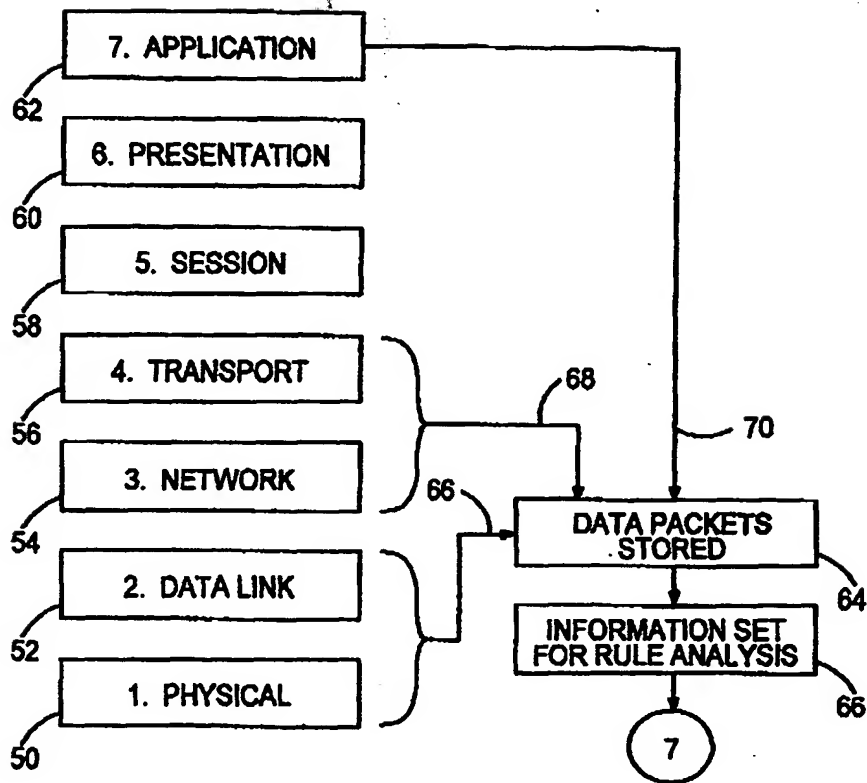 7. APPLICATION
62
6. PRESENTATION
60
5. SESSION
58
4. TRANSPORT
56
68
70
3. NETWORK
54
66
DATA PACKETS
STORED
64
2. DATA LINK
52
INFORMATION SET
FOR RULE ANALYSIS
66
1. PHYSICAL
50
7